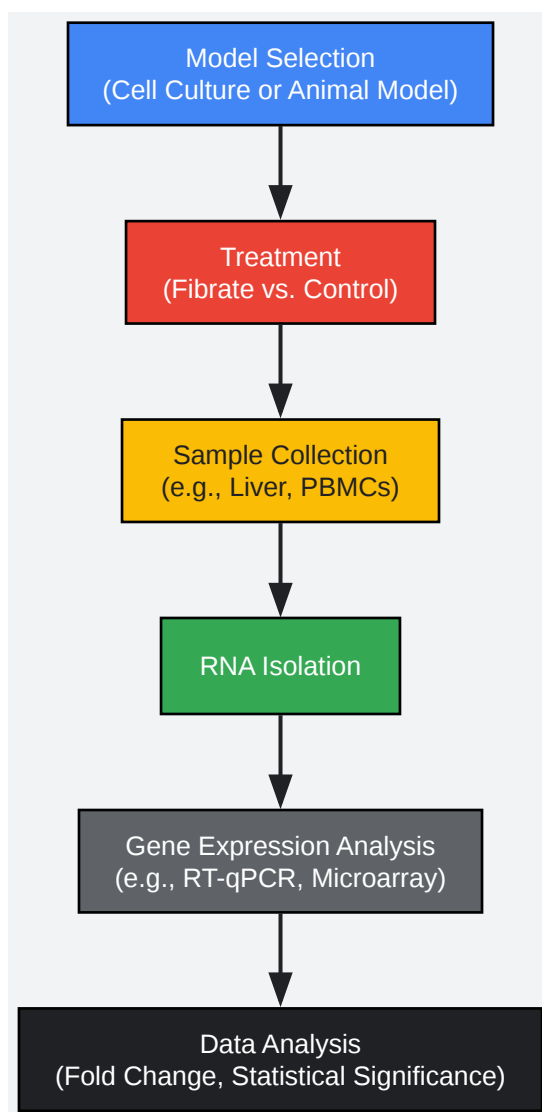 Model Selection
(Cell Culture or Animal Model)
Treatment
(Fibrate vs. Control)
Sample Collection
(e.g., Liver, PBMCs)
RNA Isolation
Gene Expression Analysis
(e.g., RT-qPCR, Microarray)
Data Analysis
(Fold Change, Statistical Significance)